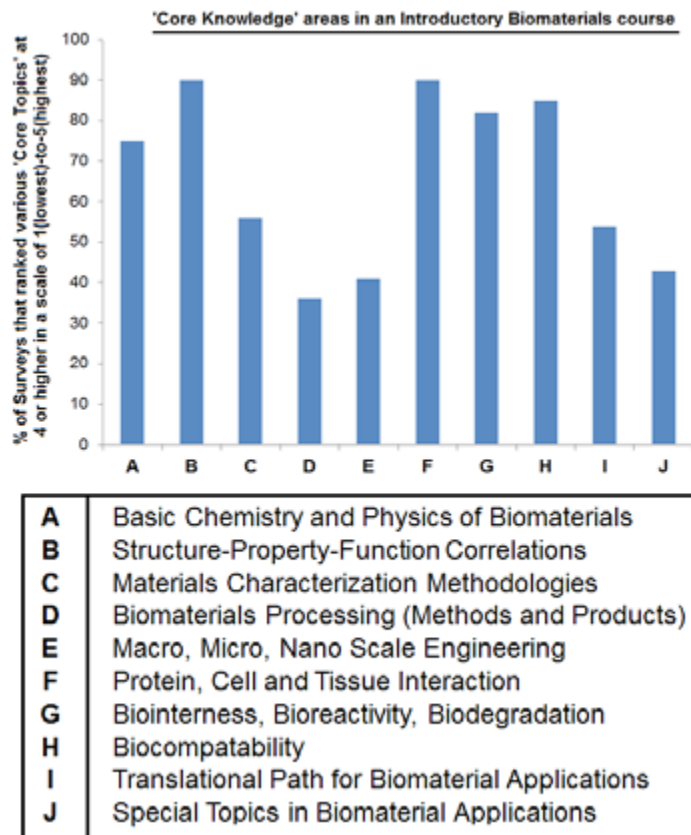 'Core Knowledge' areas in an Introductory Biomaterials course
% of Surveys that ranked various 'Core Topics' at
4 or higher in a scale of 1(lowest)-to-5(highest)
100
90
80
70
60
50
40
30
20
10
0
A B C D E F G H I J
A Basic Chemistry and Physics of Biomaterials
B Structure-Property-Function Correlations
C Materials Characterization Methodologies
D Biomaterials Processing (Methods and Products)
E Macro, Micro, Nano Scale Engineering
F Protein, Cell and Tissue Interaction
G Biointerness, Bioreactivity, Biodegradation
H Biocompatability
I Translational Path for Biomaterial Applications
J Special Topics in Biomaterial Applications